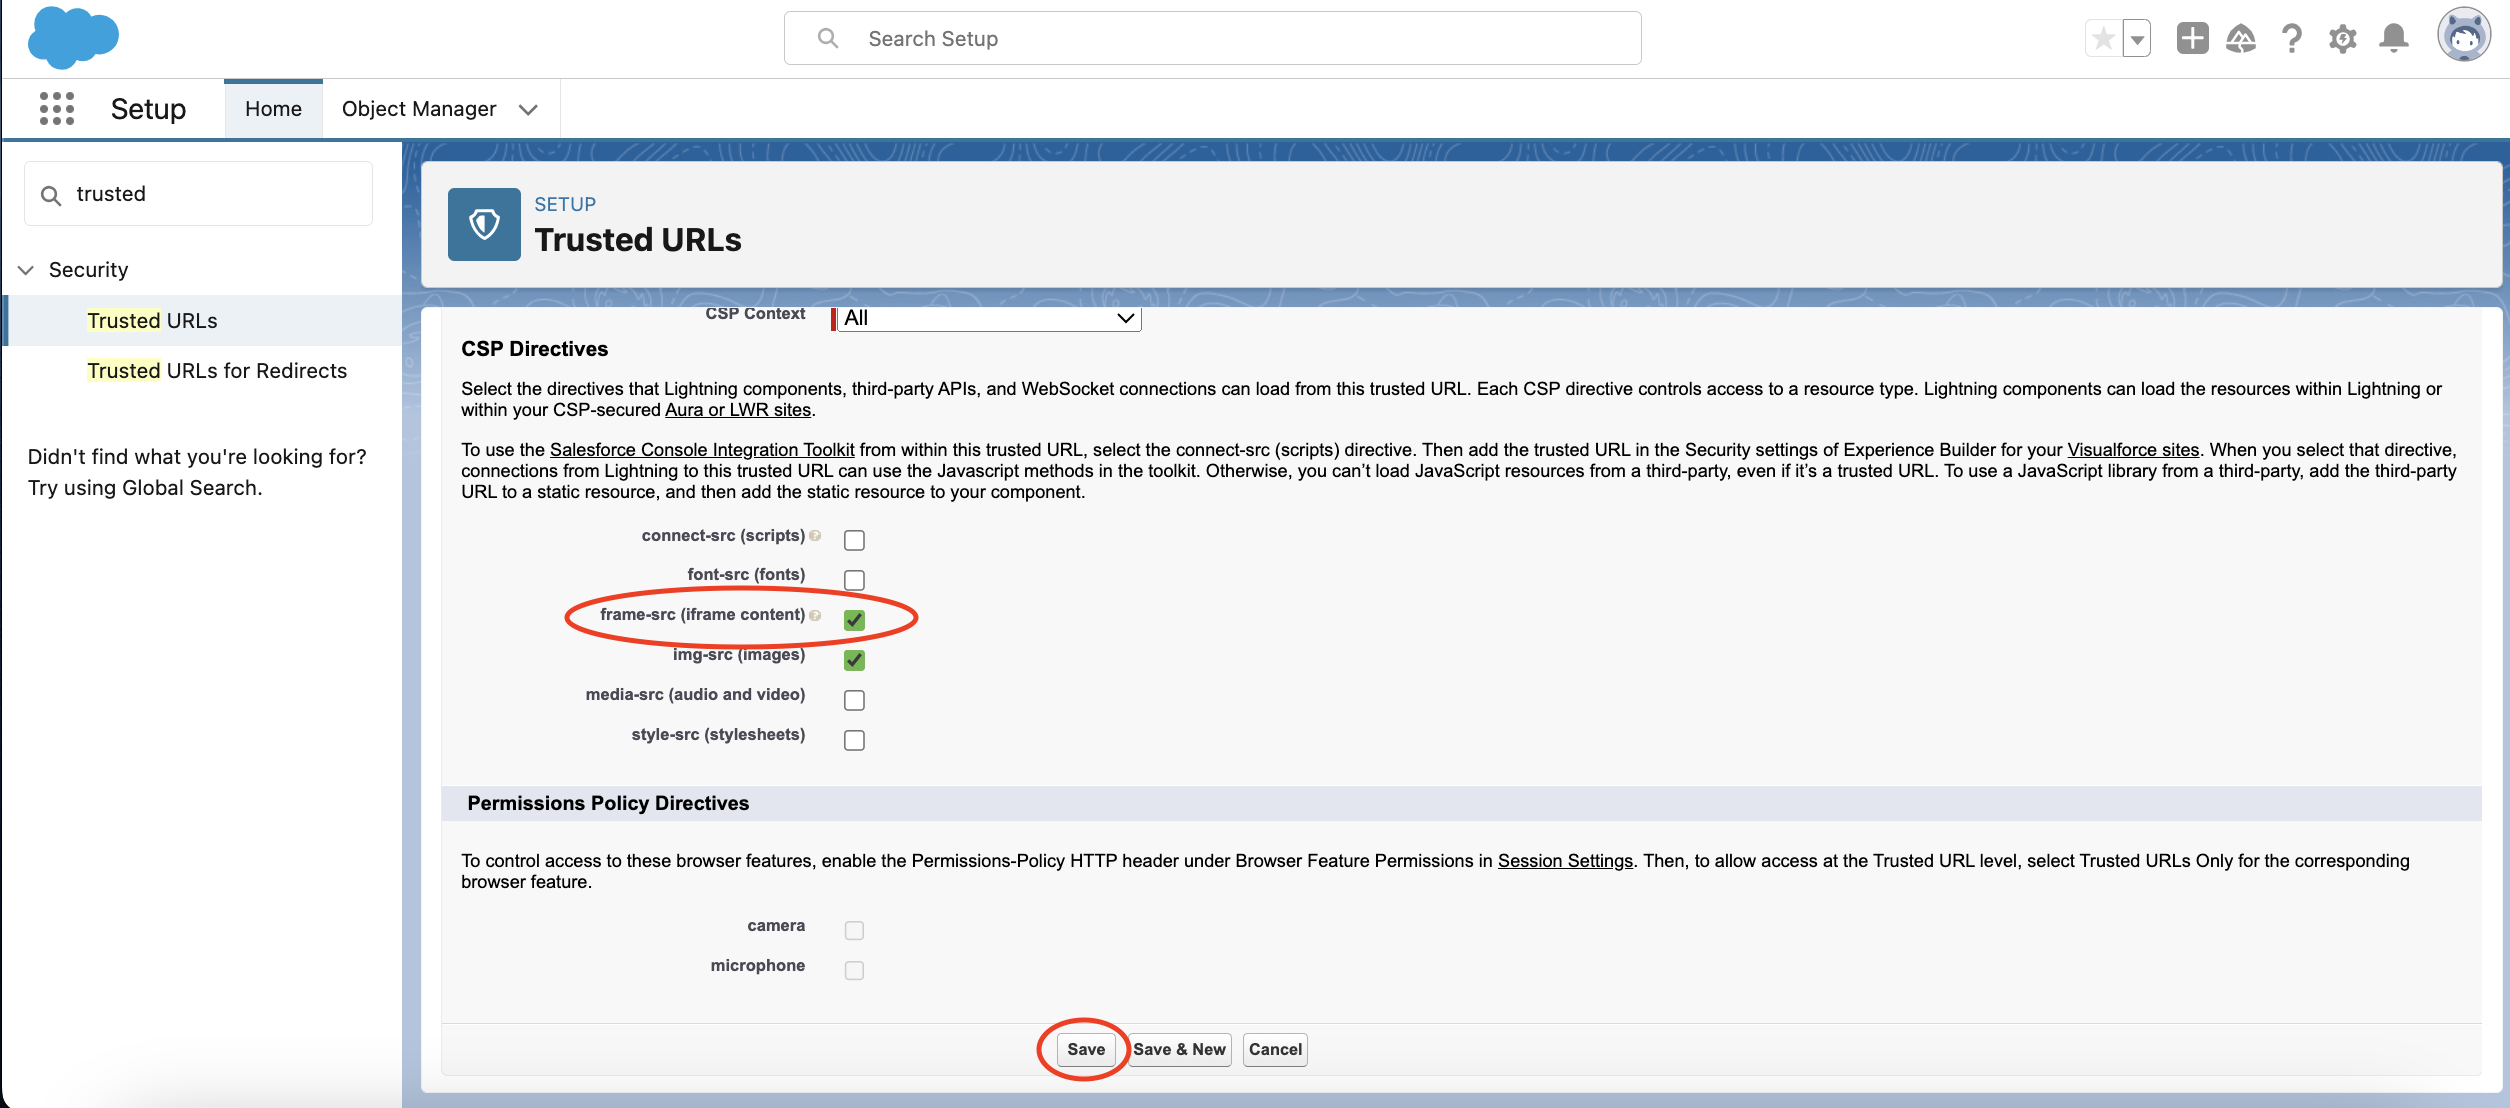 Search Setup
Setup
Home
Object Manager
trusted
Security
Trusted URLs
Trusted URLs for Redirects
Didn't find what you're looking for?
Try using Global Search.
SETUP
Trusted URLs
CSP Context
All
CSP Directives
Select the directives that Lightning components, third-party APIs, and WebSocket connections can load from this trusted URL. Each CSP directive controls access to a resource type. Lightning components can load the resources within Lightning or
within your CSP-secured Aura or LWR sites.
To use the Salesforce Console Integration Toolkit from within this trusted URL, select the connect-src (scripts) directive. Then add the trusted URL in the Security settings of Experience Builder for your Visualforce sites. When you select that directive,
connections from Lightning to this trusted URL can use the Javascript methods in the toolkit. Otherwise, you can’t load JavaScript resources from a third-party, even if it’s a trusted URL. To use a JavaScript library from a third-party, add the third-party
URL to a static resource, and then add the static resource to your component.
connect-src (scripts)
font-src (fonts)
frame-src (iframe content)
img-src (images)
media-src (audio and video)
style-src (stylesheets)
Permissions Policy Directives
To control access to these browser features, enable the Permissions-Policy HTTP header under Browser Feature Permissions in Session Settings. Then, to allow access at the Trusted URL level, select Trusted URLs Only for the corresponding
browser feature.
camera
microphone
Save
Save & New
Cancel